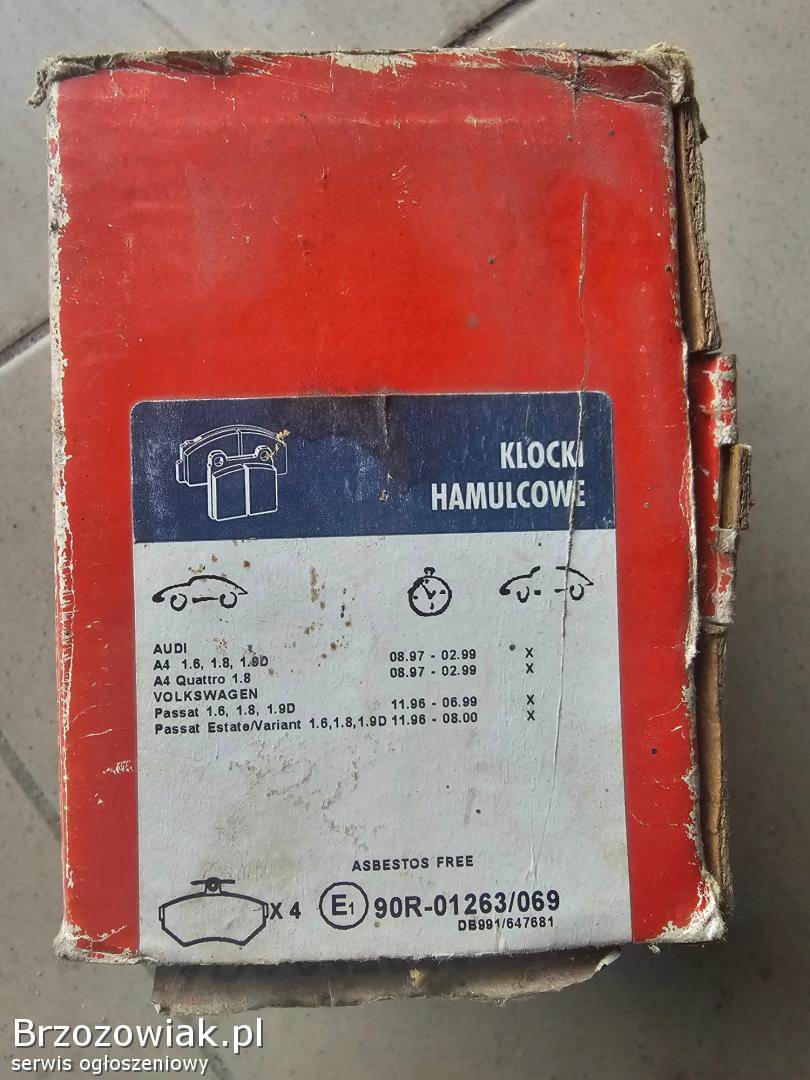 KLOCKI
HAMULCOWE
AUDI
A4 1.6, 1.8, 1.9D 08.97 - 02.99 X
A4 Quattro 1.8 08.97 - 02.99 X
VOLKSWAGEN
Passat 1.6, 1.8, 1.9D 11.96 - 06.99 X
Passat Estate/Variant 1.6,1.8,1.9D 11.96 - 08.00 X
ASBESTOS FREE
X 4 E1 90R-01263/069
DB991/647681
Brzozowiak.pl
serwis ogłoszeniowy